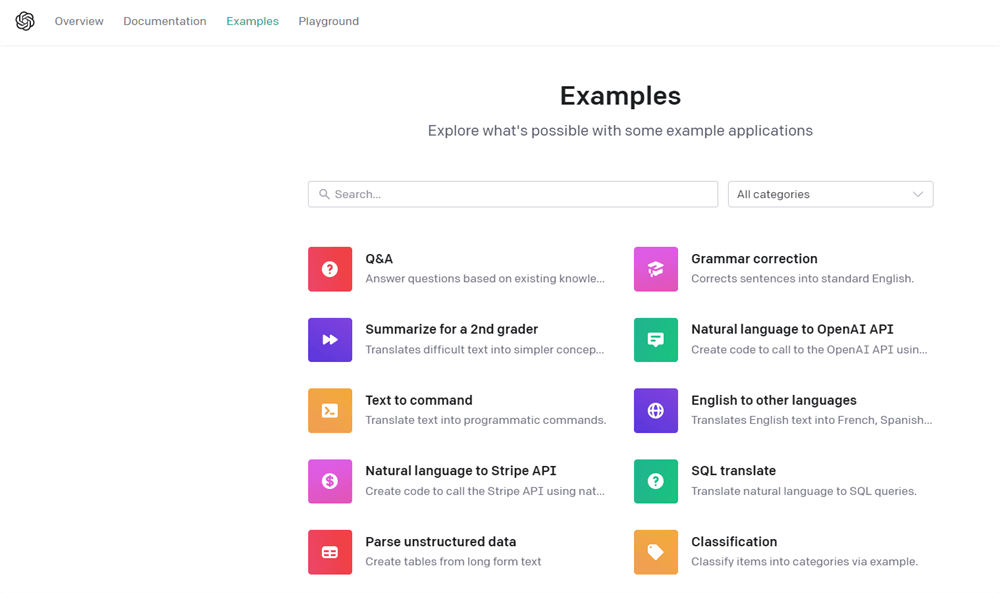 Overview Documentation Examples Playground
Examples
Explore what's possible with some example applications
Search...
All categories
Q&A
Answer questions based on existing knowle...
Grammar correction
Corrects sentences into standard English.
Summarize for a 2nd grader
Translates difficult text into simpler concep...
Natural language to OpenAI API
Create code to call to the OpenAI API usin...
Text to command
Translate text into programmatic commands.
English to other languages
Translates English text into French, Spanish...
Natural language to Stripe API
Create code to call the Stripe API using nat...
SQL translate
Translate natural language to SQL queries.
Parse unstructured data
Create tables from long form text
Classification
Classify items into categories via example.